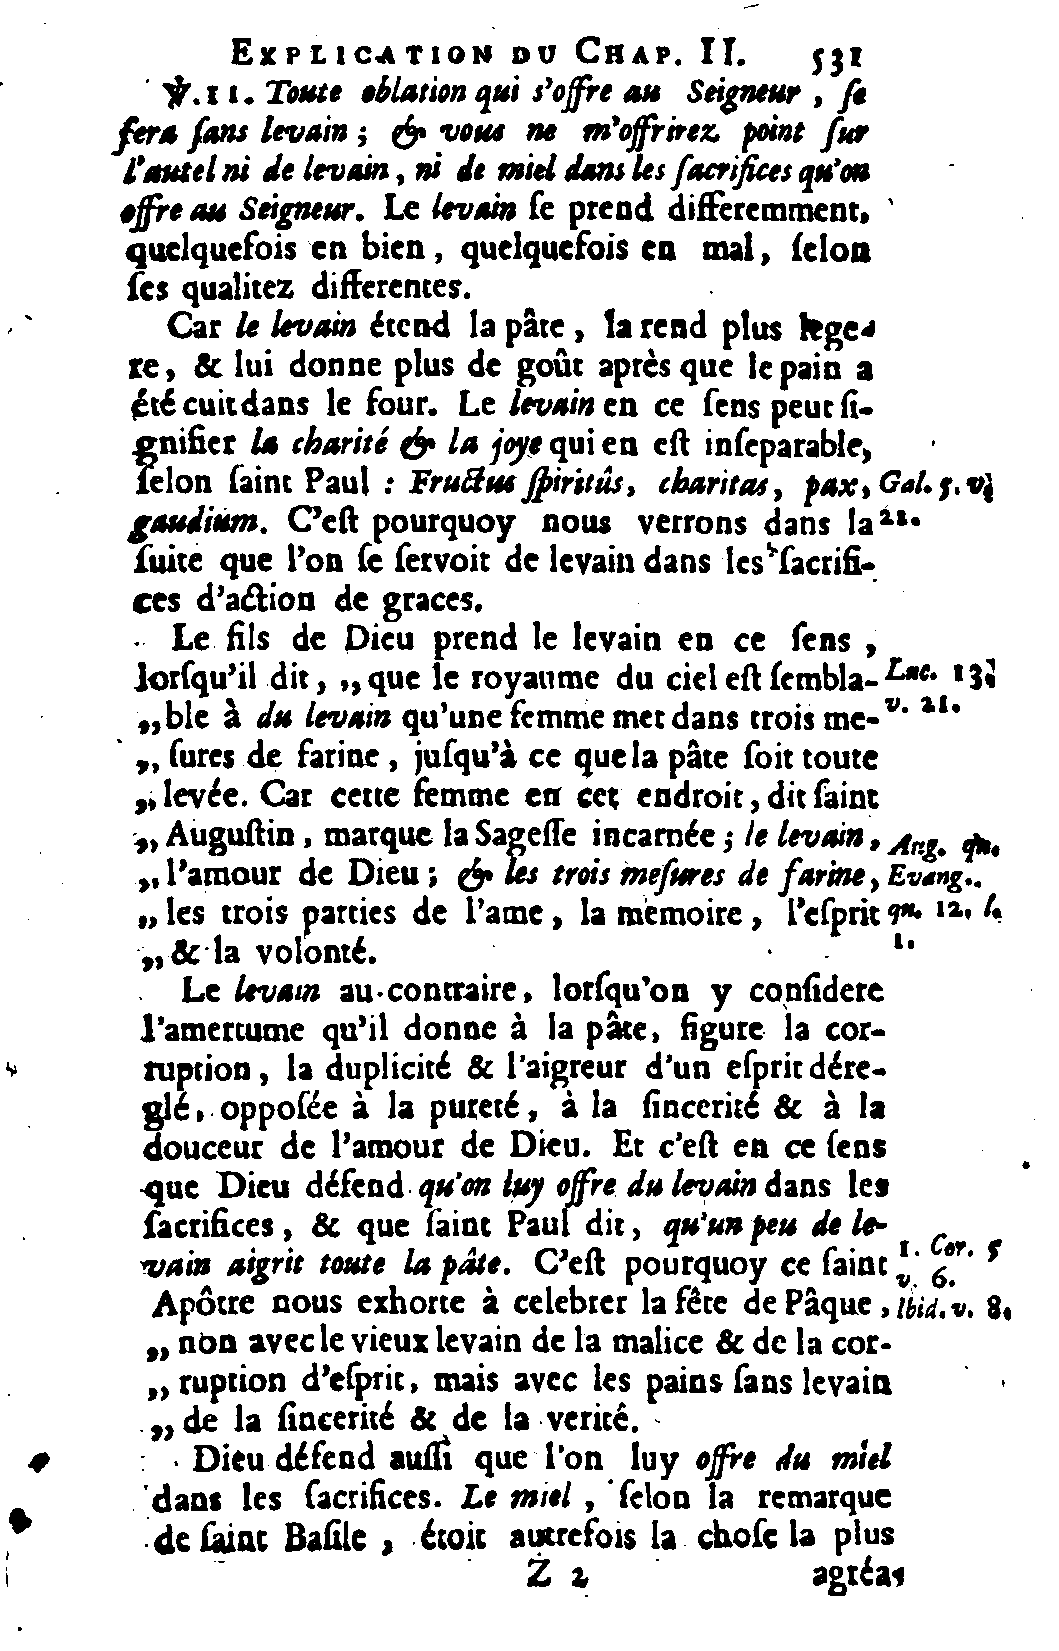 EXPLICATION DU CHAP. II. 531
℣.11. Toute oblation qui s'offre au Seigneur, ſe
fera ſans levain; & vous ne m'offrirez point ſur
l'autel ni de levain, ni de miel dans les ſacrifices qu'on
offre au Seigneur. Le levain ſe prend differemment,
quelquefois en bien, quelquefois en mal, ſelon
ſes qualitez differentes.
Car le levain étend la pâte, la rend plus lege-
re, & lui donne plus de goût après que le pain a
été cuit dans le four. Le levain en ce ſens peut ſi-
gnifier la charité & la joye qui en eſt inſeparable,
ſelon ſaint Paul : Fructus ſpiritûs, charitas, pax, Gal. 5. v.
gaudium. C'eſt pourquoy nous verrons dans la 22.
ſuite que l'on ſe ſervoit de levain dans les ſacrifi-
ces d'action de graces.
Le fils de Dieu prend le levain en ce ſens,
lorſqu'il dit, ,, que le royaume du ciel eſt ſembla- Luc. 13.
,, ble à du levain qu'une femme met dans trois me- v. 21.
,, ſures de farine, juſqu'à ce que la pâte ſoit toute
,, levée. Car cette femme en cet endroit, dit ſaint
,, Auguſtin, marque la Sageſſe incarnée; le levain, Aug. qu.
,, l'amour de Dieu; & les trois meſures de farine, Evang..
,, les trois parties de l'ame, la mémoire, l'eſprit qu. 12. l.
,, & la volonté. 1.
Le levain au contraire, lorſqu'on y conſidere
l'amertume qu'il donne à la pâte, figure la cor-
ruption, la duplicité & l'aigreur d'un eſprit dére-
glé, oppoſée à la pureté, à la ſincerité & à la
douceur de l'amour de Dieu. Et c'eſt en ce ſens
que Dieu défend qu'on luy offre du levain dans les
ſacrifices, & que ſaint Paul dit, qu'un peu de le-
vain aigrit toute la pâte. C'eſt pourquoy ce ſaint 1. Cor. 5
v. 6.
Apôtre nous exhorte à celebrer la fête de Pâque, Ibid. v. 8.
,, non avec le vieux levain de la malice & de la cor-
,, ruption d'eſprit, mais avec les pains ſans levain
,, de la ſincerité & de la verité.
Dieu défend auſſi que l'on luy offre du miel
dans les ſacrifices. Le miel, ſelon la remarque
de ſaint Baſile, étoit autrefois la choſe la plus
Z 2 agréa-